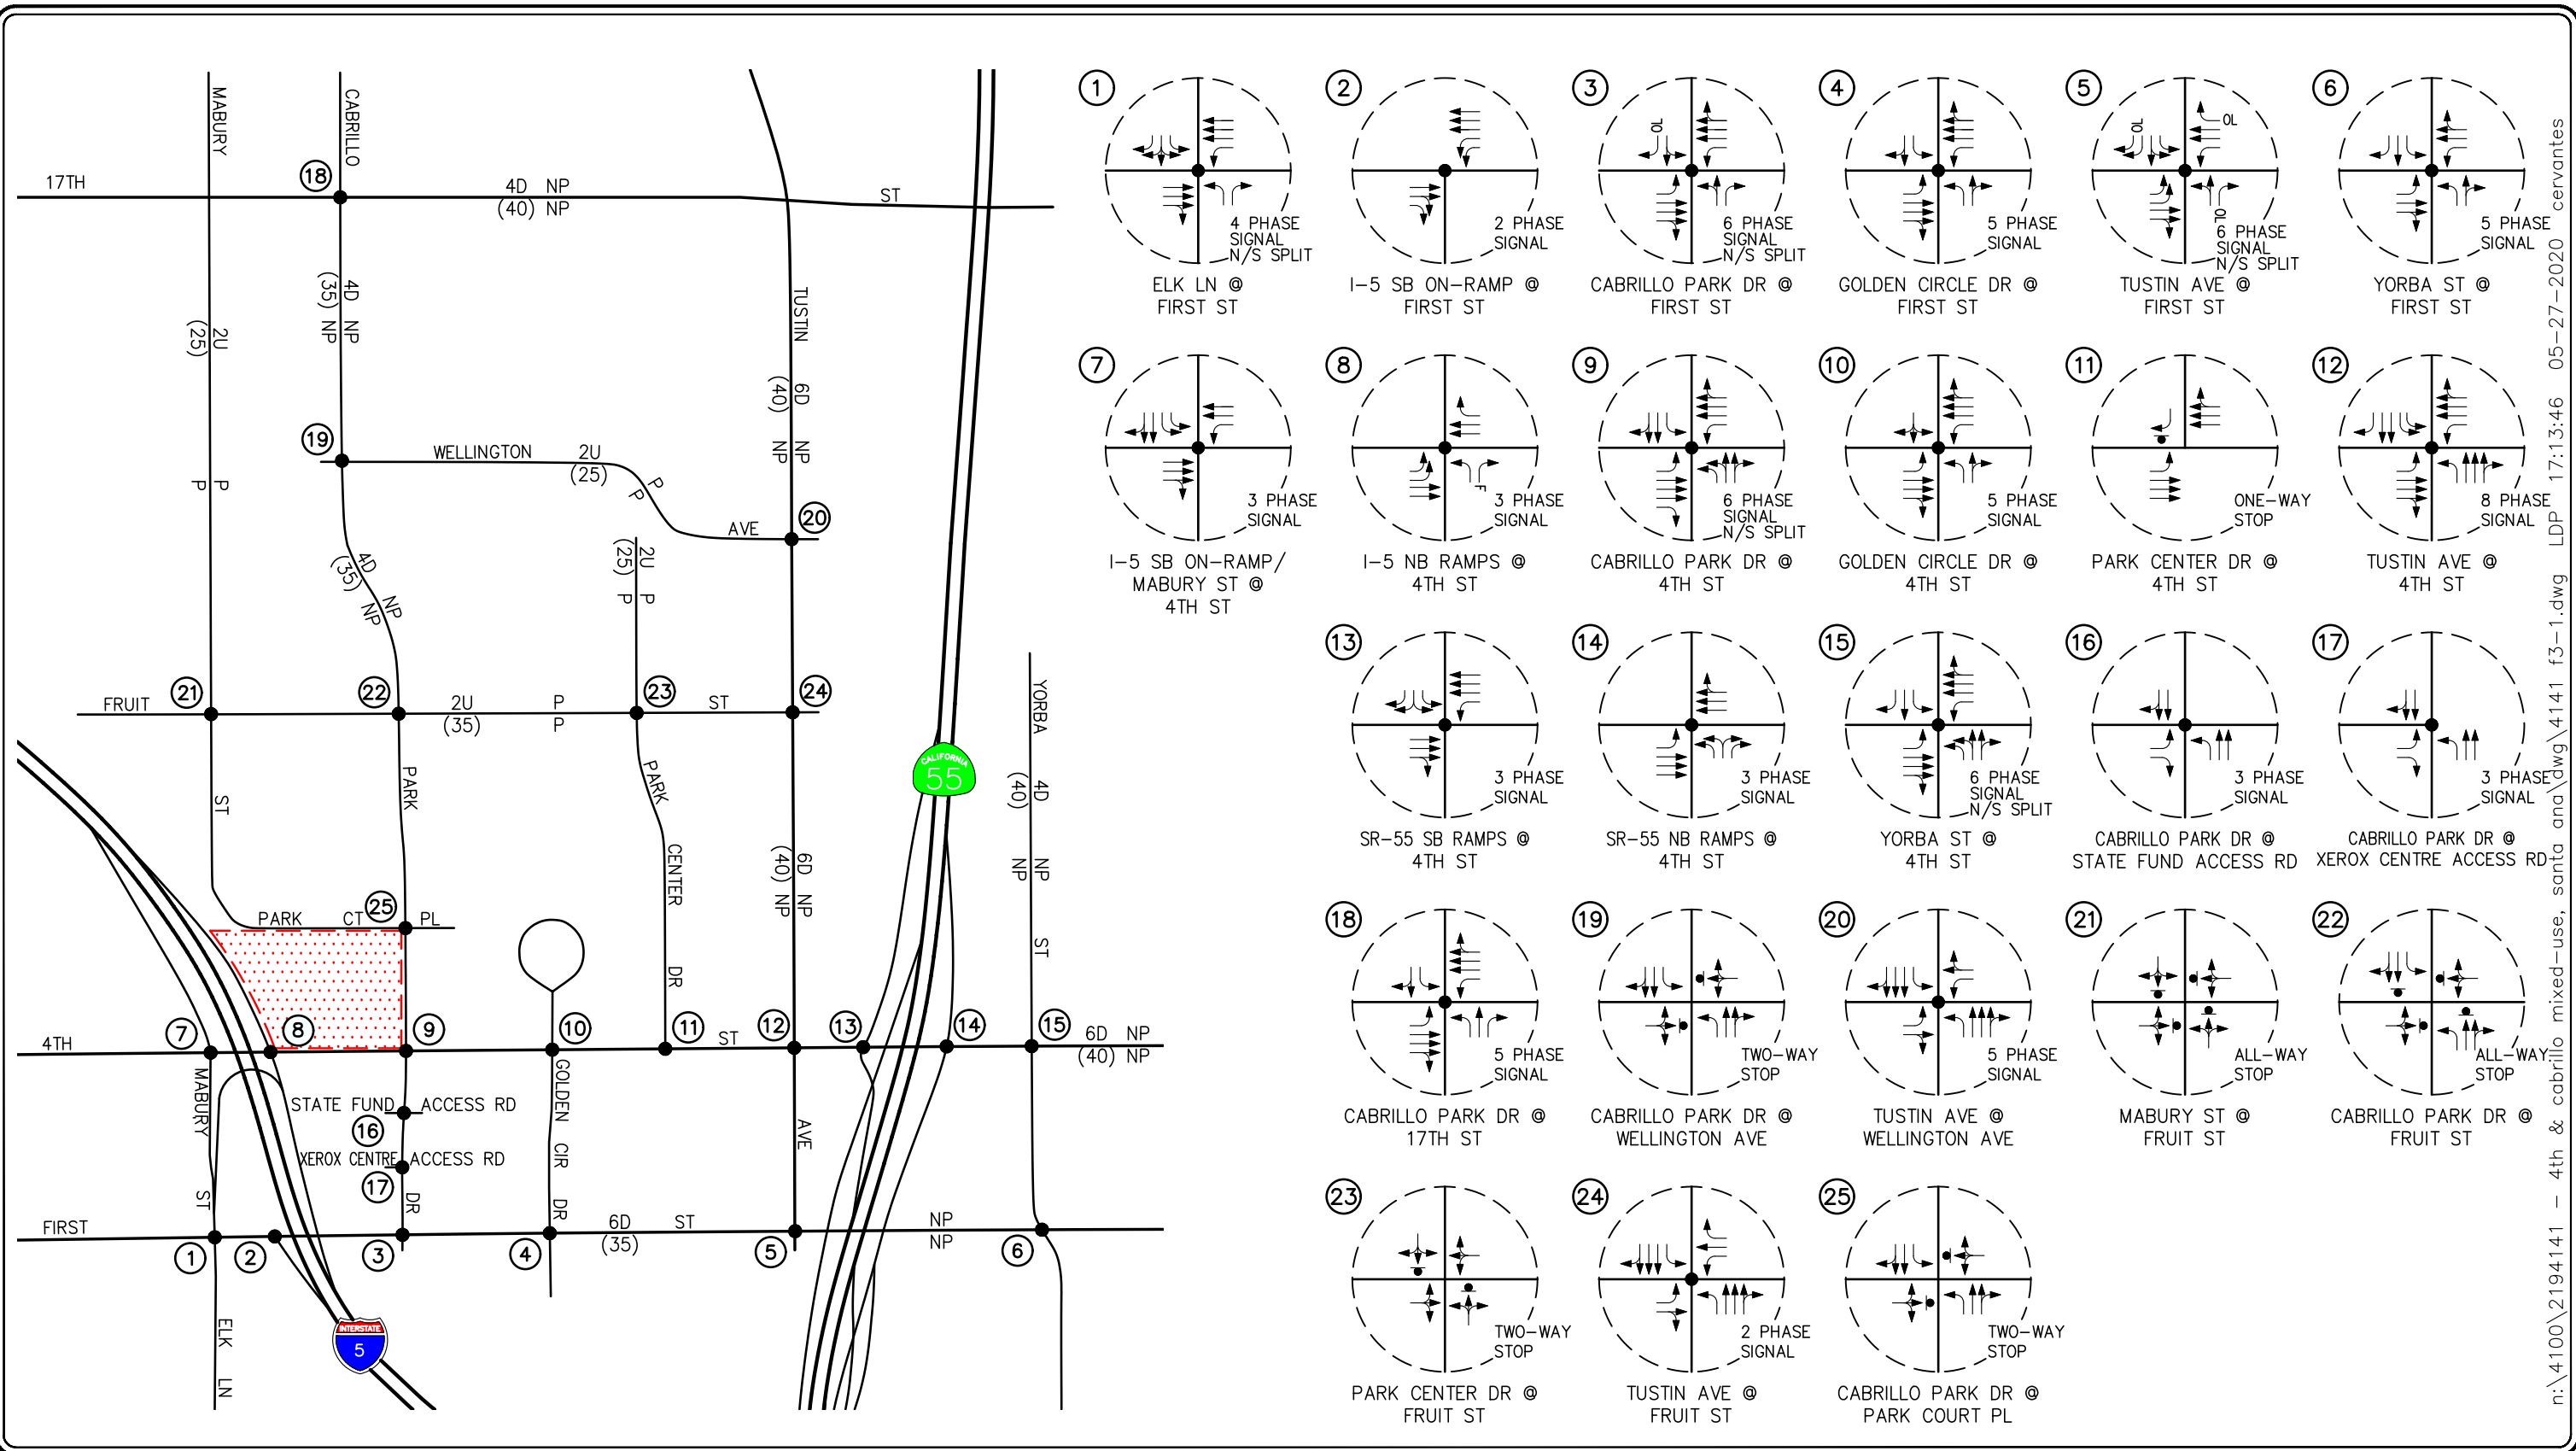 MABURY
CABRILLO
18
17TH
4D NP
(40) NP
ST
4D NP
(35) NP
2U
(25)
TUSTIN
6D NP
(40) NP
19
WELLINGTON
2U
(25)
P
P
P
P
AVE
20
2U P
(25) P
4D NP
(35) NP
21
22
23
24
FRUIT
2U P
(35) P
ST
YORBA
CALIFORNIA
55
ST
PARK
PARK
CENTER
DR
6D NP
(40) NP
4D NP
(40) NP
ST
25
PARK CT PL
7
8
9
10
11
12
13
14
15
4TH
ST
6D NP
(40) NP
MABURY
ST
STATE FUND ACCESS RD
16
XEROX CENTRE ACCESS RD
17
DR
GOLDEN CIR DR
AVE
FIRST
6D
(35)
ST
NP
NP
1
2
3
4
5
6
ELK LN
INTERSTATE
5
1
4 PHASE
SIGNAL
N/S SPLIT
ELK LN @
FIRST ST
2
2 PHASE
SIGNAL
I-5 SB ON-RAMP @
FIRST ST
3
OL
6 PHASE
SIGNAL
N/S SPLIT
CABRILLO PARK DR @
FIRST ST
4
5 PHASE
SIGNAL
GOLDEN CIRCLE DR @
FIRST ST
5
OL
OL
OL
6 PHASE
SIGNAL
N/S SPLIT
TUSTIN AVE @
FIRST ST
6
5 PHASE
SIGNAL
YORBA ST @
FIRST ST
7
3 PHASE
SIGNAL
I-5 SB ON-RAMP/
MABURY ST @
4TH ST
8
F
3 PHASE
SIGNAL
I-5 NB RAMPS @
4TH ST
9
6 PHASE
SIGNAL
N/S SPLIT
CABRILLO PARK DR @
4TH ST
10
5 PHASE
SIGNAL
GOLDEN CIRCLE DR @
4TH ST
11
ONE-WAY
STOP
PARK CENTER DR @
4TH ST
12
8 PHASE
SIGNAL
TUSTIN AVE @
4TH ST
13
3 PHASE
SIGNAL
SR-55 SB RAMPS @
4TH ST
14
3 PHASE
SIGNAL
SR-55 NB RAMPS @
4TH ST
15
6 PHASE
SIGNAL
N/S SPLIT
YORBA ST @
4TH ST
16
3 PHASE
SIGNAL
CABRILLO PARK DR @
STATE FUND ACCESS RD
17
3 PHASE
SIGNAL
CABRILLO PARK DR @
XEROX CENTRE ACCESS RD
18
5 PHASE
SIGNAL
CABRILLO PARK DR @
17TH ST
19
TWO-WAY
STOP
CABRILLO PARK DR @
WELLINGTON AVE
20
5 PHASE
SIGNAL
TUSTIN AVE @
WELLINGTON AVE
21
ALL-WAY
STOP
MABURY ST @
FRUIT ST
22
ALL-WAY
STOP
CABRILLO PARK DR @
FRUIT ST
23
TWO-WAY
STOP
PARK CENTER DR @
FRUIT ST
24
2 PHASE
SIGNAL
TUSTIN AVE @
FRUIT ST
25
TWO-WAY
STOP
CABRILLO PARK DR @
PARK COURT PL
n:\4100\2194141 - 4th & cabrillo mixed-use, santa ana\dwg\4141 f3-1.dwg LDP 17:13:46 05-27-2020 cervantes